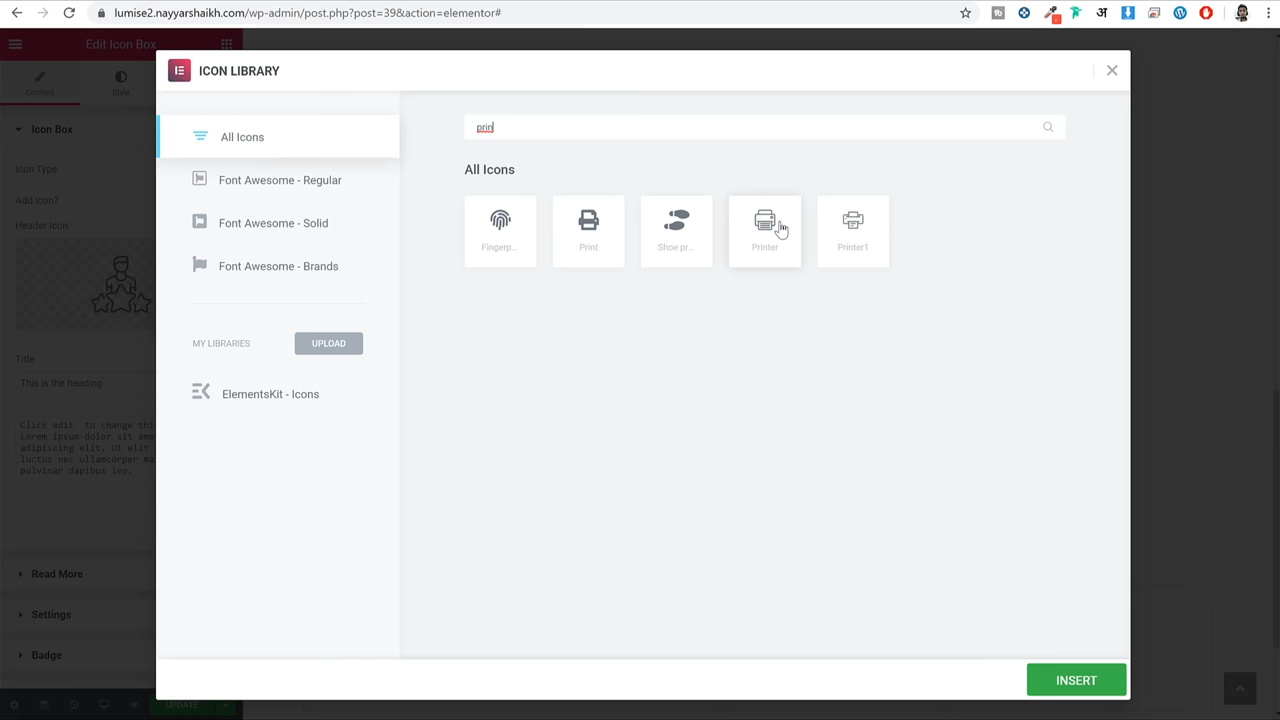 lumise2.nayyarshaikh.com/wp-admin/post.php?post=39&action=elementor#
Edit Icon Box
Content
Style
Icon Box
Icon Type
Add icon?
Header Icon
Title
This is the heading
Click edit to change thi
Lorem ipsum dolor sit ame
adipiscing elit. Ut elit
luctus nec ullamcorper ma
pulvinar dapibus leo.
Read More
Settings
Badge
UPDATE
ICON LIBRARY
All Icons
Font Awesome - Regular
Font Awesome - Solid
Font Awesome - Brands
MY LIBRARIES
UPLOAD
ElementsKit - Icons
prin
All Icons
Fingerp...
Print
Shoe pr...
Printer
Printer1
INSERT